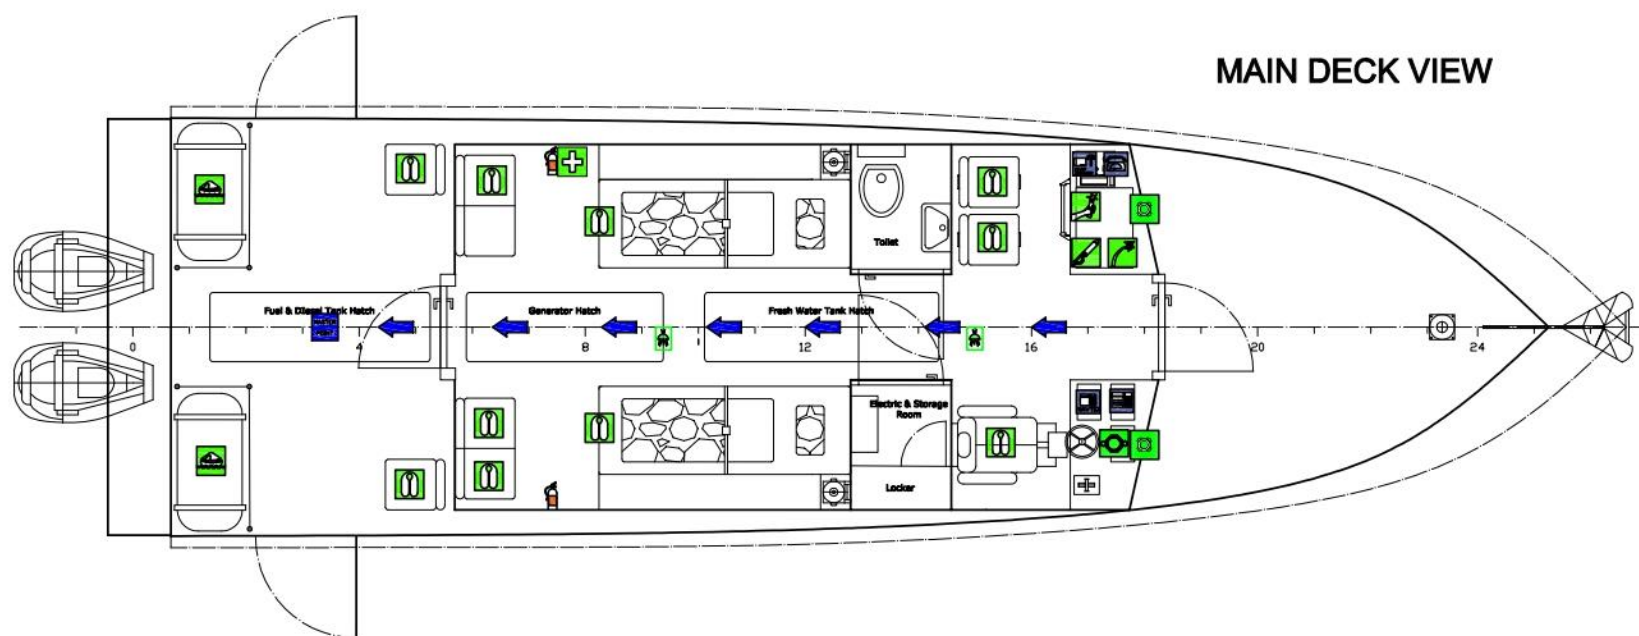 MAIN DECK VIEW
Toilet
Fuel & Diesel Tank Hatch
Generator Hatch
Fresh Water Tank Hatch
0
4
8
12
16
20
24
Electric & Storage
Room
Locker